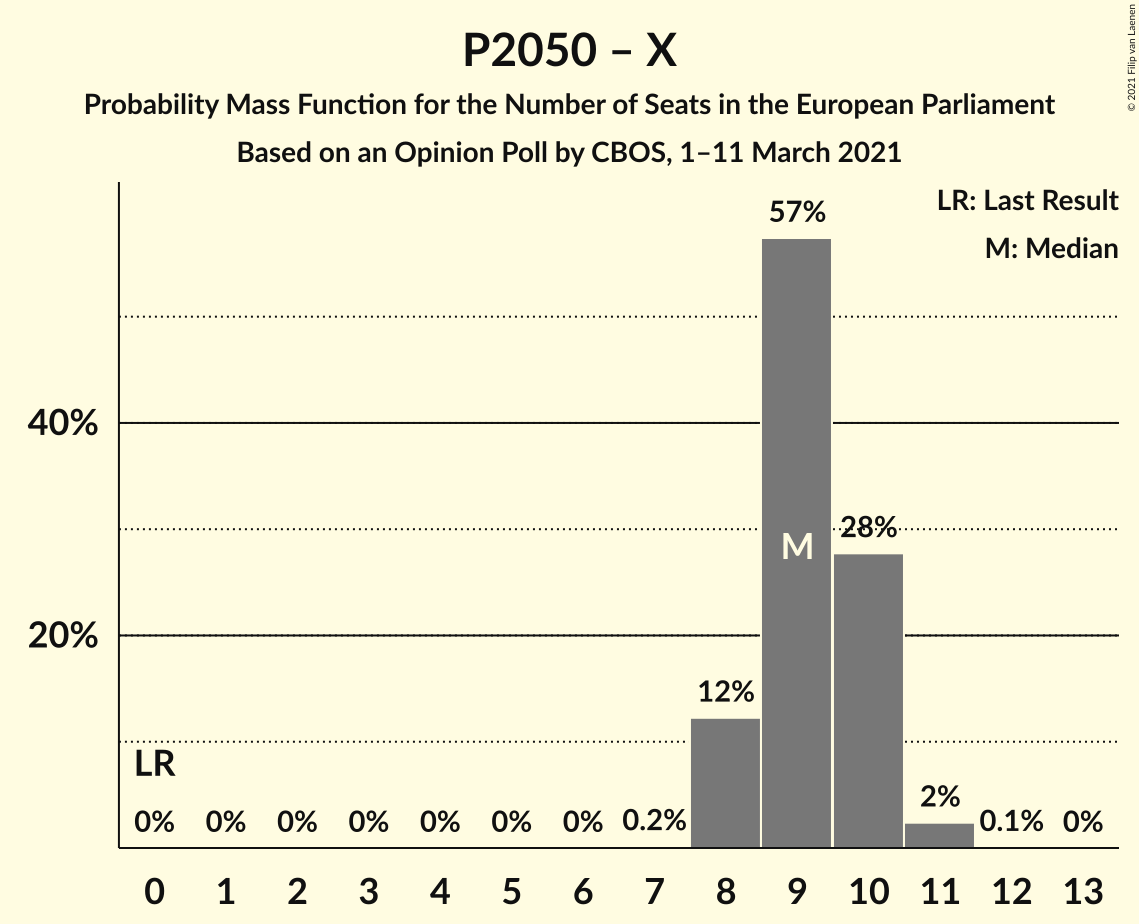 P2050 – X
Probability Mass Function for the Number of Seats in the European Parliament
Based on an Opinion Poll by CBOS, 1–11 March 2021
© 2021 Filip van Laenen
LR: Last Result
M: Median
57%
40%
28%
M
20%
12%
LR
2%
0% 0% 0% 0% 0% 0% 0% 0.2% 0.1% 0%
0 1 2 3 4 5 6 7 8 9 10 11 12 13